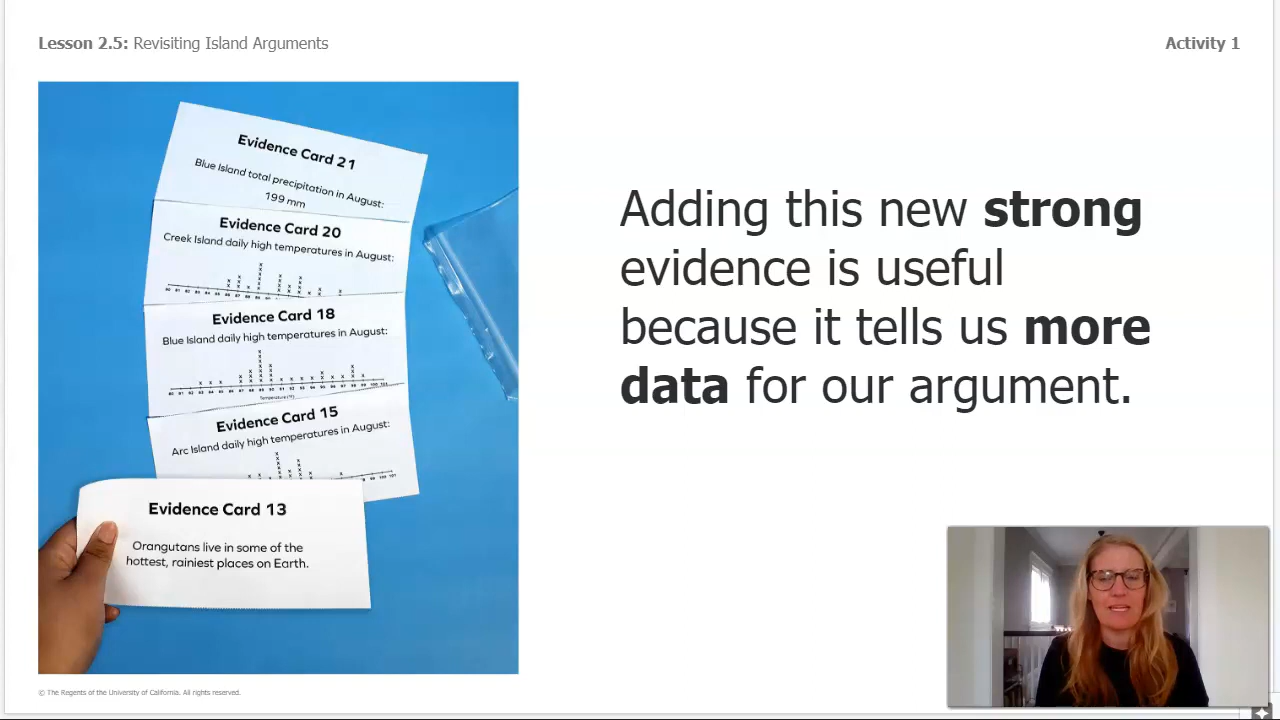 Lesson 2.5: Revisiting Island Arguments
Activity 1
Evidence Card 21
Blue Island total precipitation in August:
199 mm
Evidence Card 20
Creek Island daily high temperatures in August:
Evidence Card 18
Blue Island daily high temperatures in August:
Temperature (°F)
Evidence Card 15
Arc Island daily high temperatures in August:
Evidence Card 13
Orangutans live in some of the
hottest, rainiest places on Earth.
Adding this new strong
evidence is useful
because it tells us more
data for our argument.
© The Regents of the University of California. All rights reserved.